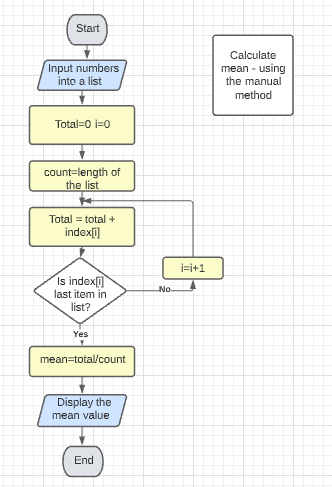 Start
Calculate
mean - using
the manual
method
Input numbers
into a list
Total=0 i=0
count=length of
the list
Total = total +
index[i]
i=i+1
Is index[i]
last item in
list?
No
Yes
mean=total/count
Display the
mean value
End